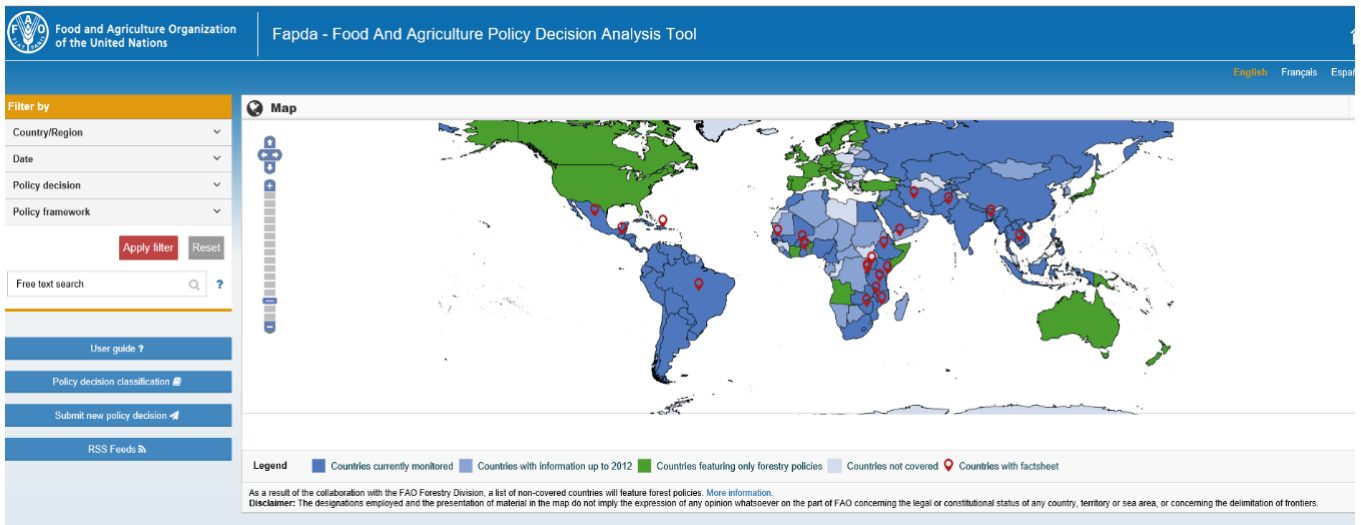 Food and Agriculture Organization
of the United Nations
Fapda - Food And Agriculture Policy Decision Analysis Tool
English Français Españ
Filter by
Country/Region
Date
Policy decision
Policy framework
Apply filter Reset
Free text search ?
User guide ?
Policy decision classification
Submit new policy decision
RSS Feeds
Map
Legend Countries currently monitored Countries with information up to 2012 Countries featuring only forestry policies Countries not covered Countries with factsheet
As a result of the collaboration with the FAO Forestry Division, a list of non-covered countries will feature forest policies. More information.
Disclaimer: The designations employed and the presentation of material in the map do not imply the expression of any opinion whatsoever on the part of FAO concerning the legal or constitutional status of any country, territory or sea area, or concerning the delimitation of frontiers.